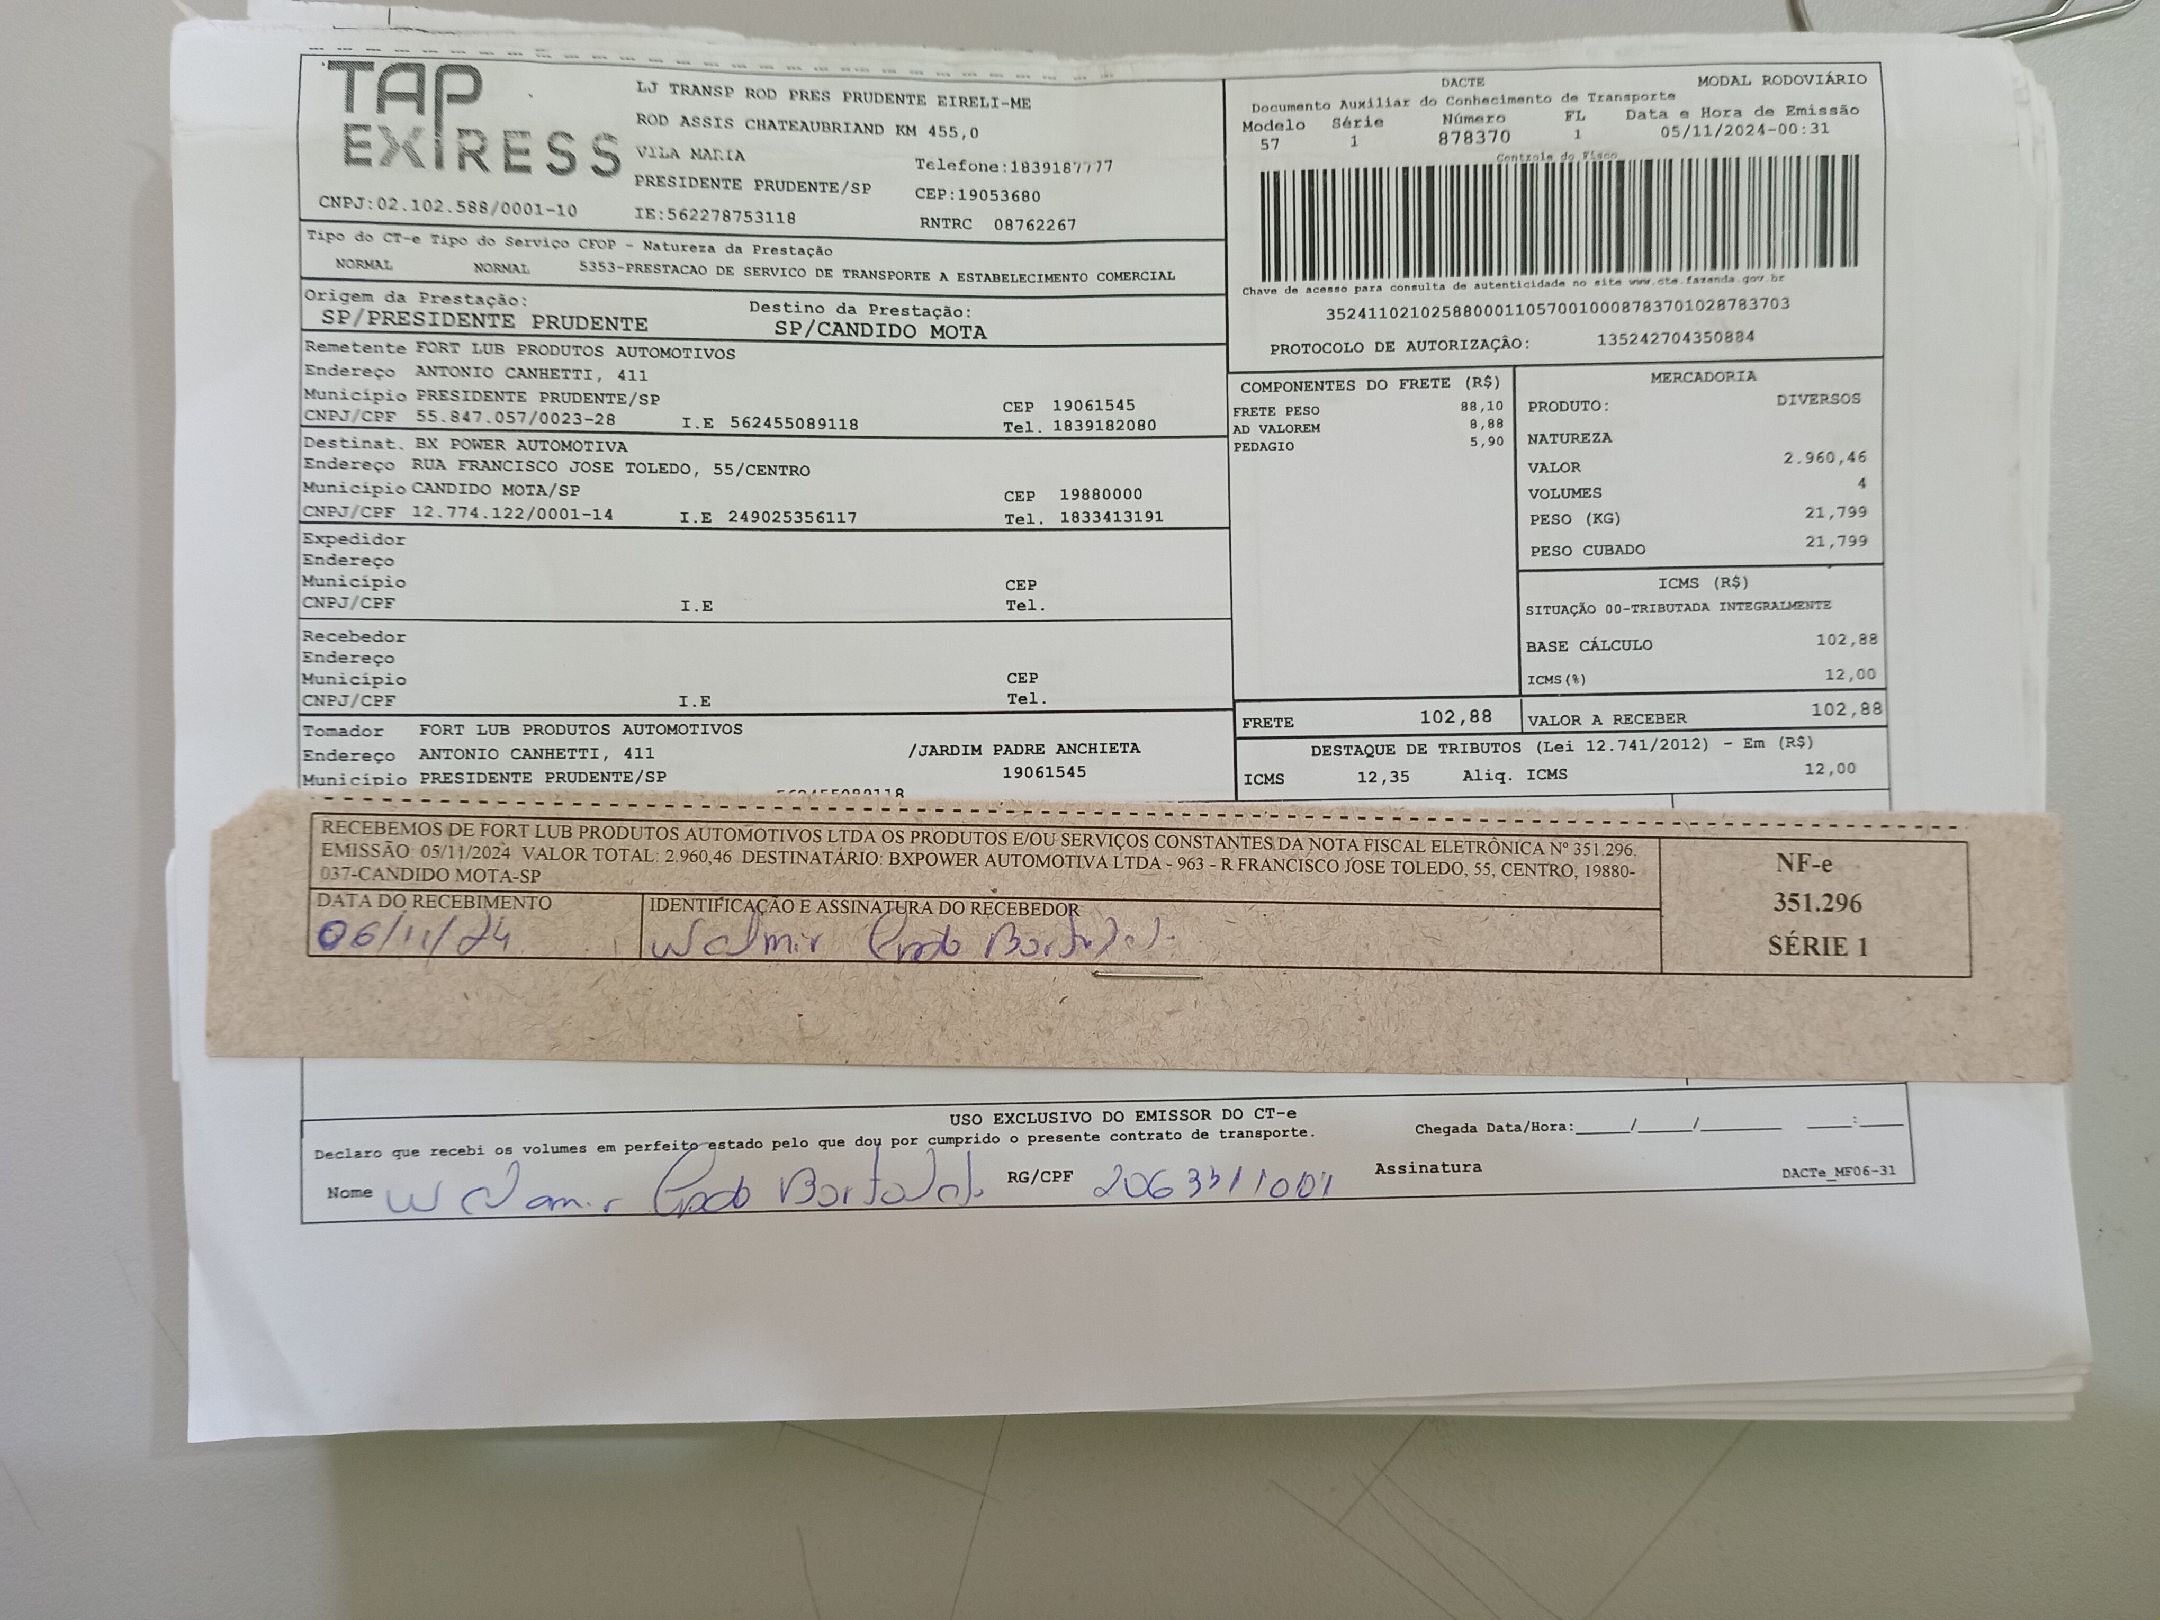 TAP
EXPRESS
LJ TRANSP ROD PRES PRUDENTE EIRELI-ME
ROD ASSIS CHATEAUBRIAND KM 455,0
VILA MARIA
Telefone:1839187777
PRESIDENTE PRUDENTE/SP
CEP:19053680
CNPJ:02.102.588/0001-10
IE:562278753118
RNTRC 08762267
DACTE
MODAL RODOVIÁRIO
Documento Auxiliar do Conhecimento de Transporte
Modelo Série Número FL Data e Hora de Emissão
57 1 878370 1 05/11/2024-00:31
Controle do Fisco
Chave de acesso para consulta de autenticidade no site www.cte.fazenda.gov.br
35241102102588000110570010008783701028783703
PROTOCOLO DE AUTORIZAÇÃO: 135242704350884
Tipo do CT-e Tipo do Serviço CFOP - Natureza da Prestação
NORMAL NORMAL 5353-PRESTACAO DE SERVICO DE TRANSPORTE A ESTABELECIMENTO COMERCIAL
Origem da Prestação: Destino da Prestação:
SP/PRESIDENTE PRUDENTE SP/CANDIDO MOTA
Remetente FORT LUB PRODUTOS AUTOMOTIVOS
Endereço ANTONIO CANHETTI, 411
Município PRESIDENTE PRUDENTE/SP CEP 19061545
CNPJ/CPF 55.847.057/0023-28 I.E 562455089118 Tel. 1839182080
Destinat. BX POWER AUTOMOTIVA
Endereço RUA FRANCISCO JOSE TOLEDO, 55/CENTRO
Município CANDIDO MOTA/SP CEP 19880000
CNPJ/CPF 12.774.122/0001-14 I.E 249025356117 Tel. 1833413191
Expedidor
Endereço
Município CEP
CNPJ/CPF I.E Tel.
Recebedor
Endereço
Município CEP
CNPJ/CPF I.E Tel.
Tomador FORT LUB PRODUTOS AUTOMOTIVOS
Endereço ANTONIO CANHETTI, 411 /JARDIM PADRE ANCHIETA
Município PRESIDENTE PRUDENTE/SP 19061545
COMPONENTES DO FRETE (R$)
FRETE PESO 88,10
AD VALOREM 8,88
PEDAGIO 5,90
MERCADORIA
PRODUTO: DIVERSOS
NATUREZA
VALOR 2.960,46
VOLUMES 4
PESO (KG) 21,799
PESO CUBADO 21,799
ICMS (R$)
SITUAÇÃO 00-TRIBUTADA INTEGRALMENTE
BASE CÁLCULO 102,88
ICMS(%) 12,00
FRETE 102,88 VALOR A RECEBER 102,88
DESTAQUE DE TRIBUTOS (Lei 12.741/2012) - Em (R$)
ICMS 12,35 Aliq. ICMS 12,00
RECEBEMOS DE FORT LUB PRODUTOS AUTOMOTIVOS LTDA OS PRODUTOS E/OU SERVIÇOS CONSTANTES DA NOTA FISCAL ELETRÔNICA Nº 351.296.
EMISSÃO 05/11/2024 VALOR TOTAL: 2.960,46 DESTINATÁRIO: BXPOWER AUTOMOTIVA LTDA - 963 - R FRANCISCO JOSE TOLEDO, 55, CENTRO, 19880-
037-CANDIDO MOTA-SP
DATA DO RECEBIMENTO IDENTIFICAÇÃO E ASSINATURA DO RECEBEDOR
06/11/24 Walmir
NF-e
351.296
SÉRIE 1
USO EXCLUSIVO DO EMISSOR DO CT-e
Declaro que recebi os volumes em perfeito estado pelo que dou por cumprido o presente contrato de transporte.
Chegada Data/Hora:_____/_____/_______ ____:____
Nome Walamir RG/CPF Assinatura
DACTe_MF06-31